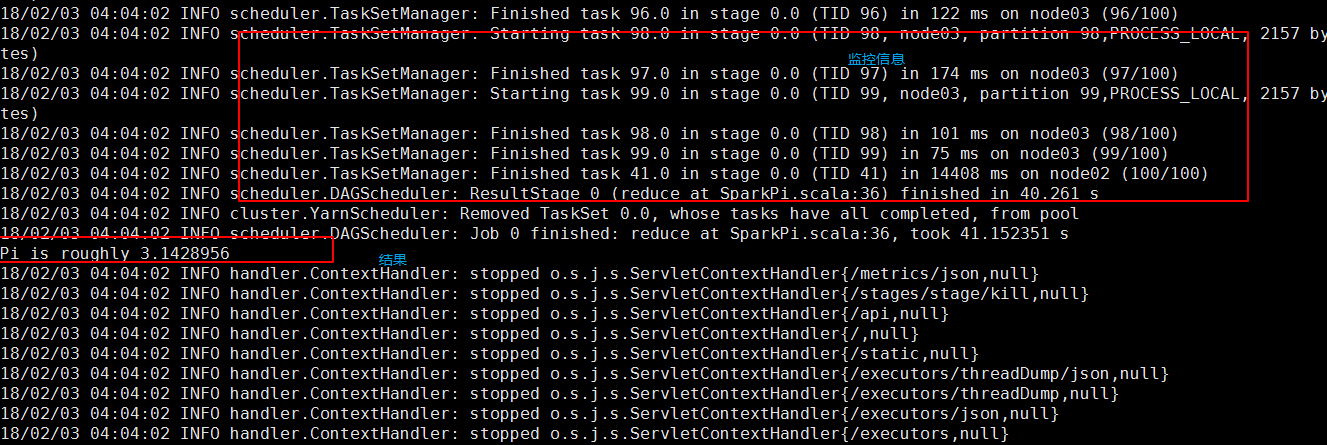 18/02/03 04:04:02 INFO scheduler.TaskSetManager: Finished task 96.0 in stage 0.0 (TID 96) in 122 ms on node03 (96/100)
18/02/03 04:04:02 INFO scheduler.TaskSetManager: Starting task 98.0 in stage 0.0 (TID 98, node03, partition 98,PROCESS_LOCAL, 2157 by
tes)
监控信息
18/02/03 04:04:02 INFO scheduler.TaskSetManager: Finished task 97.0 in stage 0.0 (TID 97) in 174 ms on node03 (97/100)
18/02/03 04:04:02 INFO scheduler.TaskSetManager: Starting task 99.0 in stage 0.0 (TID 99, node03, partition 99,PROCESS_LOCAL, 2157 by
tes)
18/02/03 04:04:02 INFO scheduler.TaskSetManager: Finished task 98.0 in stage 0.0 (TID 98) in 101 ms on node03 (98/100)
18/02/03 04:04:02 INFO scheduler.TaskSetManager: Finished task 99.0 in stage 0.0 (TID 99) in 75 ms on node03 (99/100)
18/02/03 04:04:02 INFO scheduler.TaskSetManager: Finished task 41.0 in stage 0.0 (TID 41) in 14408 ms on node02 (100/100)
18/02/03 04:04:02 INFO scheduler.DAGScheduler: ResultStage 0 (reduce at SparkPi.scala:36) finished in 40.261 s
18/02/03 04:04:02 INFO cluster.YarnScheduler: Removed TaskSet 0.0, whose tasks have all completed, from pool
18/02/03 04:04:02 INFO scheduler.DAGScheduler: Job 0 finished: reduce at SparkPi.scala:36, took 41.152351 s
Pi is roughly 3.1428956
结果
18/02/03 04:04:02 INFO handler.ContextHandler: stopped o.s.j.s.ServletContextHandler{/metrics/json,null}
18/02/03 04:04:02 INFO handler.ContextHandler: stopped o.s.j.s.ServletContextHandler{/stages/stage/kill,null}
18/02/03 04:04:02 INFO handler.ContextHandler: stopped o.s.j.s.ServletContextHandler{/api,null}
18/02/03 04:04:02 INFO handler.ContextHandler: stopped o.s.j.s.ServletContextHandler{/,null}
18/02/03 04:04:02 INFO handler.ContextHandler: stopped o.s.j.s.ServletContextHandler{/static,null}
18/02/03 04:04:02 INFO handler.ContextHandler: stopped o.s.j.s.ServletContextHandler{/executors/threadDump/json,null}
18/02/03 04:04:02 INFO handler.ContextHandler: stopped o.s.j.s.ServletContextHandler{/executors/threadDump,null}
18/02/03 04:04:02 INFO handler.ContextHandler: stopped o.s.j.s.ServletContextHandler{/executors/json,null}
18/02/03 04:04:02 INFO handler.ContextHandler: stopped o.s.j.s.ServletContextHandler{/executors,null}